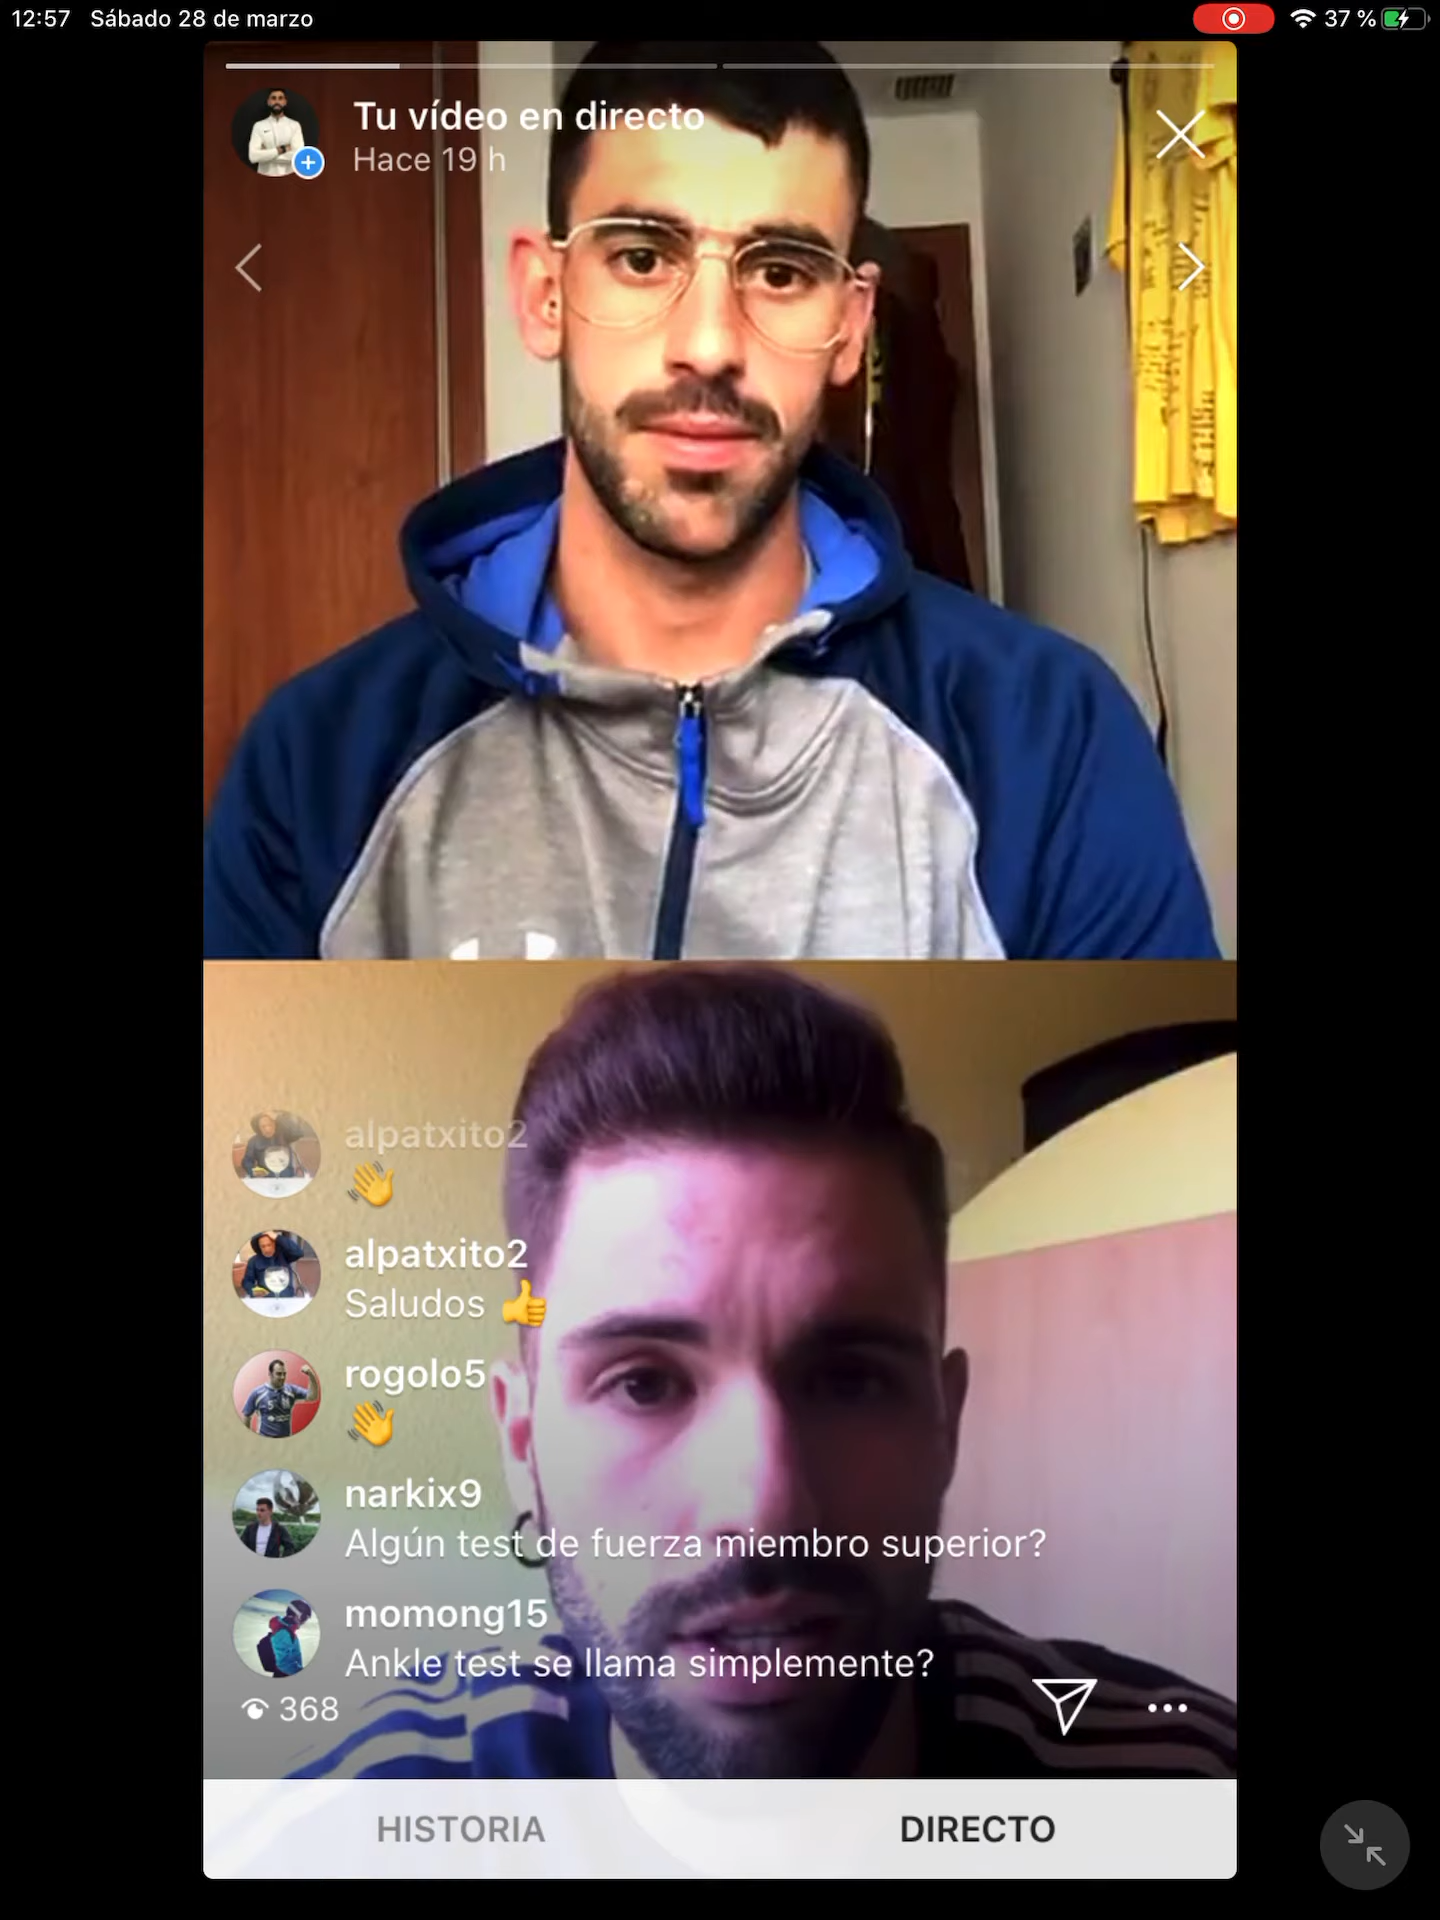 12:57 Sábado 28 de marzo
37 %
Tu vídeo en directo
Hace 19 h
alpatxito2
👋
alpatxito2
Saludos 👍
rogolo5
👋
narkix9
Algún test de fuerza miembro superior?
momong15
Ankle test se llama simplemente?
368
HISTORIA
DIRECTO